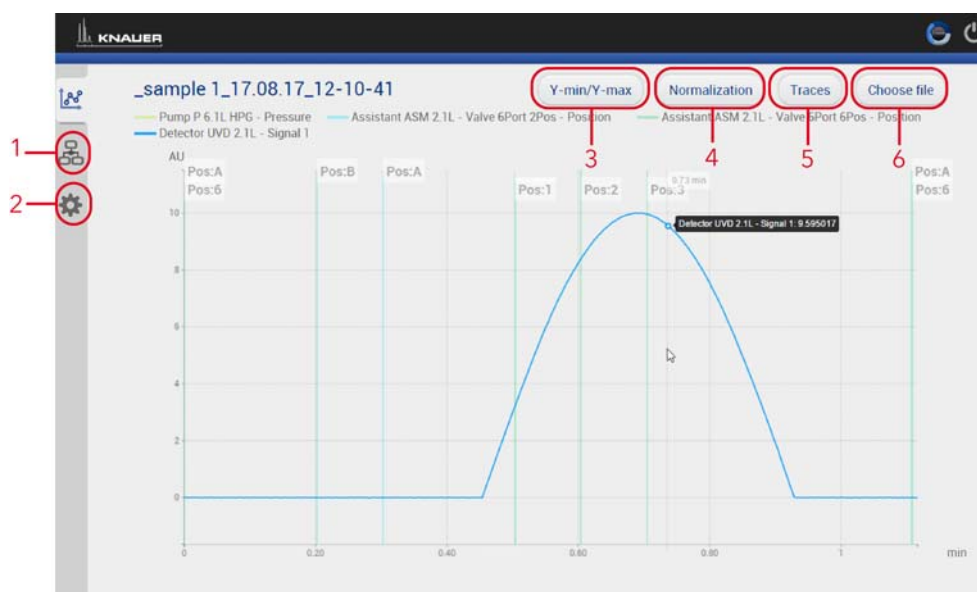 KNAUER
_sample 1_17.08.17_12-10-41
Y-min/Y-max
Normalization
Traces
Choose file
Pump P 6.1L HPG - Pressure
Assistant ASM 2.1L - Valve 6Port 2Pos - Position
Assistant ASM 2.1L - Valve 6Port 6Pos - Position
Detector UVD 2.1L - Signal 1
1
2
3
4
5
6
AU
Pos:A
Pos:B
Pos:A
Pos:A
Pos:6
Pos:1
Pos:2
Pos:3
0.73 min
Pos:6
Detector UVD 2.1L - Signal 1: 9.595017
10
8
6
4
2
0
0
0.20
0.40
0.60
0.80
1
min